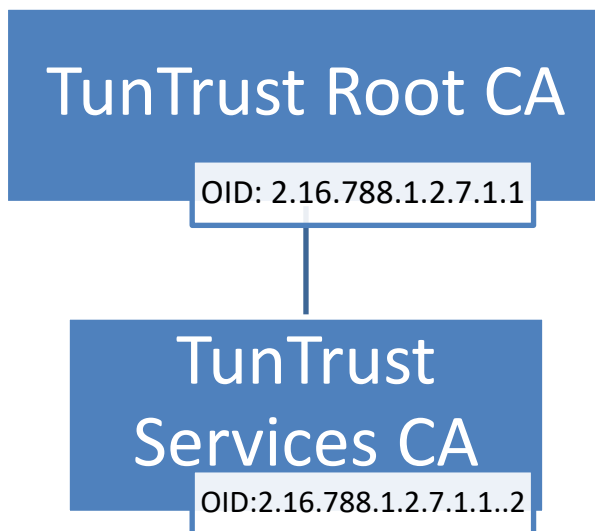 TunTrust Root CA
OID: 2.16.788.1.2.7.1.1
TunTrust
Services CA
OID:2.16.788.1.2.7.1.1..2